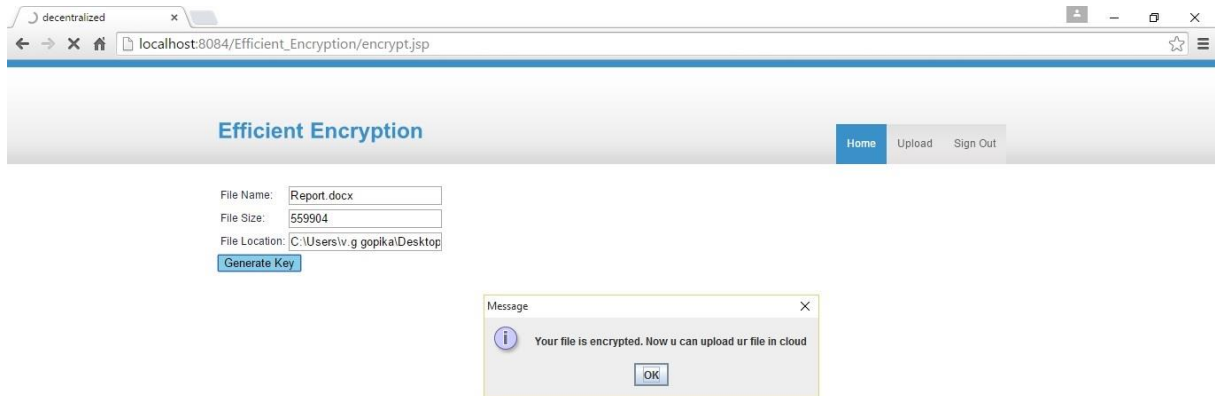 decentralized
localhost:8084/Efficient_Encryption/encrypt.jsp
Efficient Encryption
Home Upload Sign Out
File Name: Report.docx
File Size: 559904
File Location: C:\Users\v.g gopika\Desktop
Generate Key
Message
Your file is encrypted. Now u can upload ur file in cloud
OK